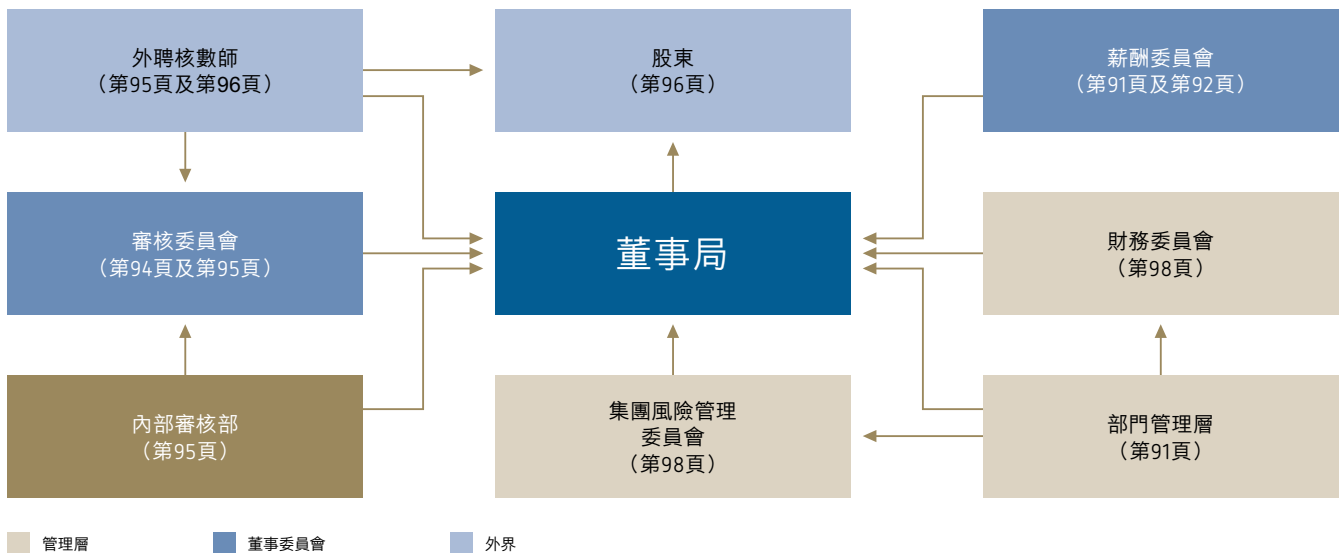 外聘核數師
（第95頁及第96頁）
股東
（第96頁）
薪酬委員會
（第91頁及第92頁）
審核委員會
（第94頁及第95頁）
董事局
財務委員會
（第98頁）
內部審核部
（第95頁）
集團風險管理
委員會
（第98頁）
部門管理層
（第91頁）
管理層
董事委員會
外界